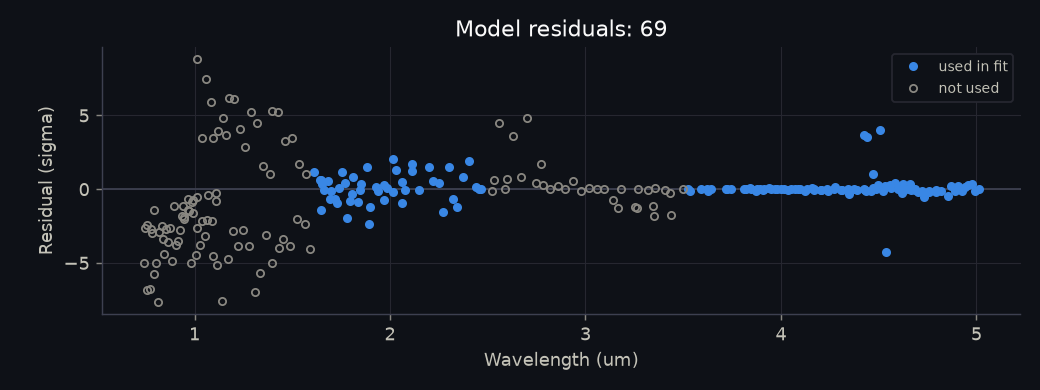 Model residuals: 69
used in fit
not used
Residual (sigma)
5
0
−5
1
2
3
4
5
Wavelength (um)